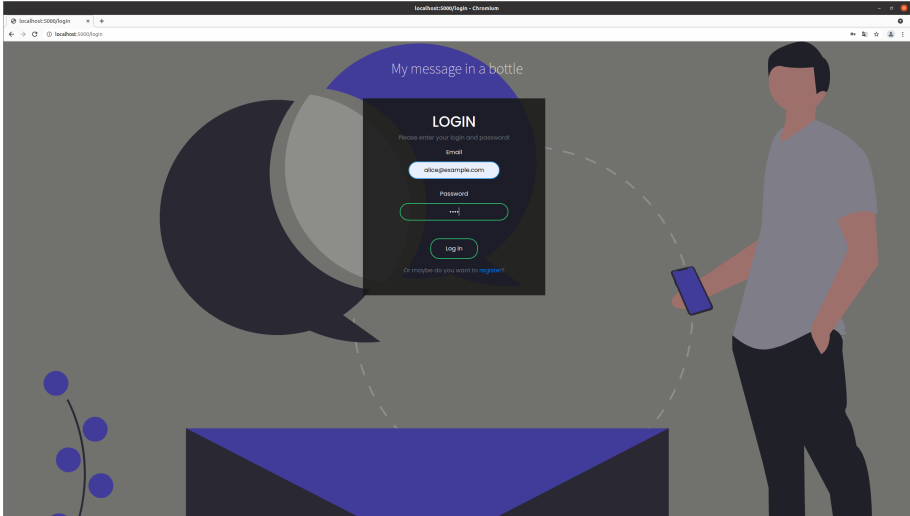 localhost:5000/login - Chromium
localhost:5000/login
localhost:5000/login
My message in a bottle
LOGIN
Please enter your login and password!
Email
alice@example.com
Password
••••
Log in
Or maybe do you want to register?